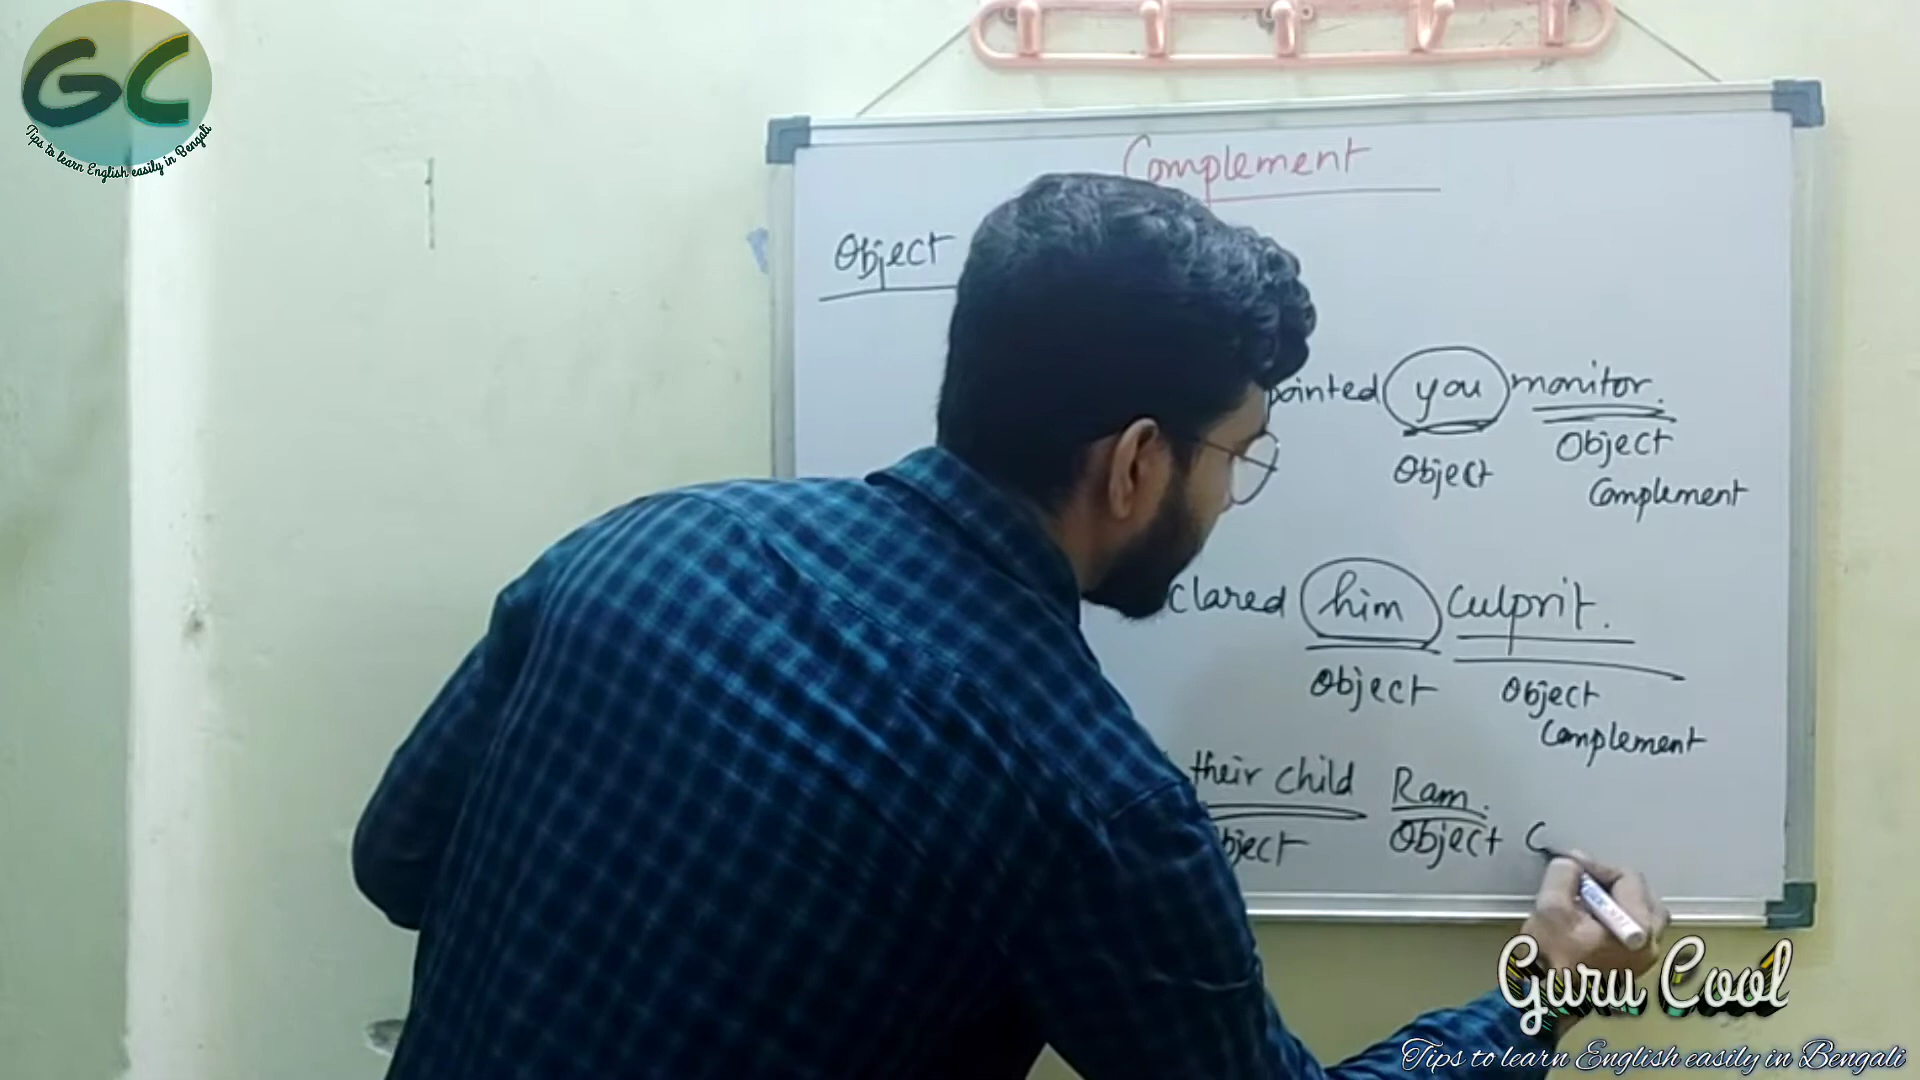 GC
Tips to learn English easily in Bengali
Complement
Object
pointed you monitor.
Object Object
Complement
clared him culprit.
Object Object
Complement
their child Ram.
bject Object C
Guru Cool
Tips to learn English easily in Bengali